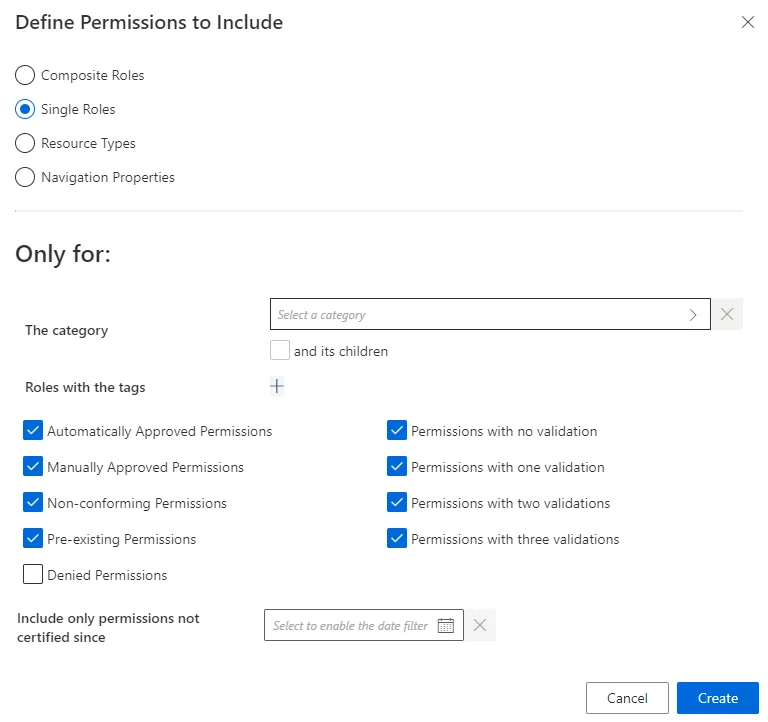 Define Permissions to Include
Composite Roles
Single Roles
Resource Types
Navigation Properties
Only for:
The category
Select a category
and its children
Roles with the tags
Automatically Approved Permissions
Permissions with no validation
Manually Approved Permissions
Permissions with one validation
Non-conforming Permissions
Permissions with two validations
Pre-existing Permissions
Permissions with three validations
Denied Permissions
Include only permissions not
certified since
Select to enable the date filter
Cancel
Create